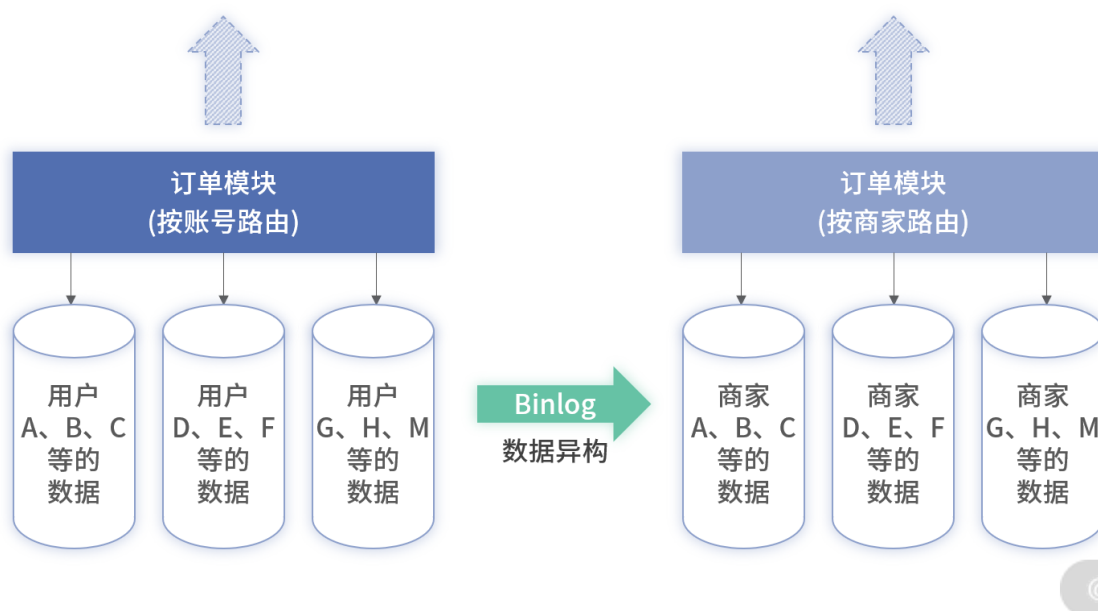 订单模块
(按账号路由)
用户
A、B、C
等的
数据
用户
D、E、F
等的
数据
用户
G、H、M
等的
数据
Binlog
数据异构
订单模块
(按商家路由)
商家
A、B、C
等的
数据
商家
D、E、F
等的
数据
商家
G、H、M
等的
数据